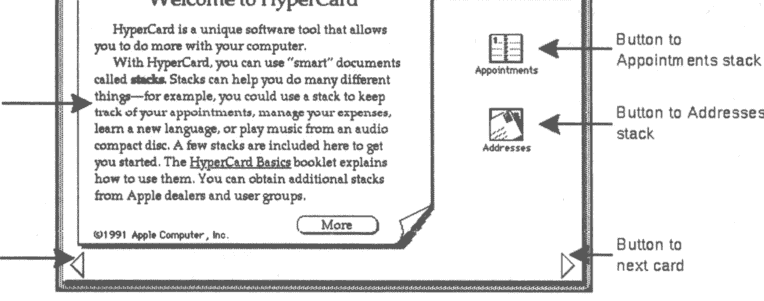 Welcome to HyperCard
HyperCard is a unique software tool that allows
you to do more with your computer.
With HyperCard, you can use “smart” documents
called stacks. Stacks can help you do many different
things—for example, you could use a stack to keep
track of your appointments, manage your expenses,
learn a new language, or play music from an audio
compact disc. A few stacks are included here to get
you started. The HyperCard Basics booklet explains
how to use them. You can obtain additional stacks
from Apple dealers and user groups.
©1991 Apple Computer, Inc.
More
Appointments
Addresses
Button to
Appointments stack
Button to Addresses
stack
Button to
next card